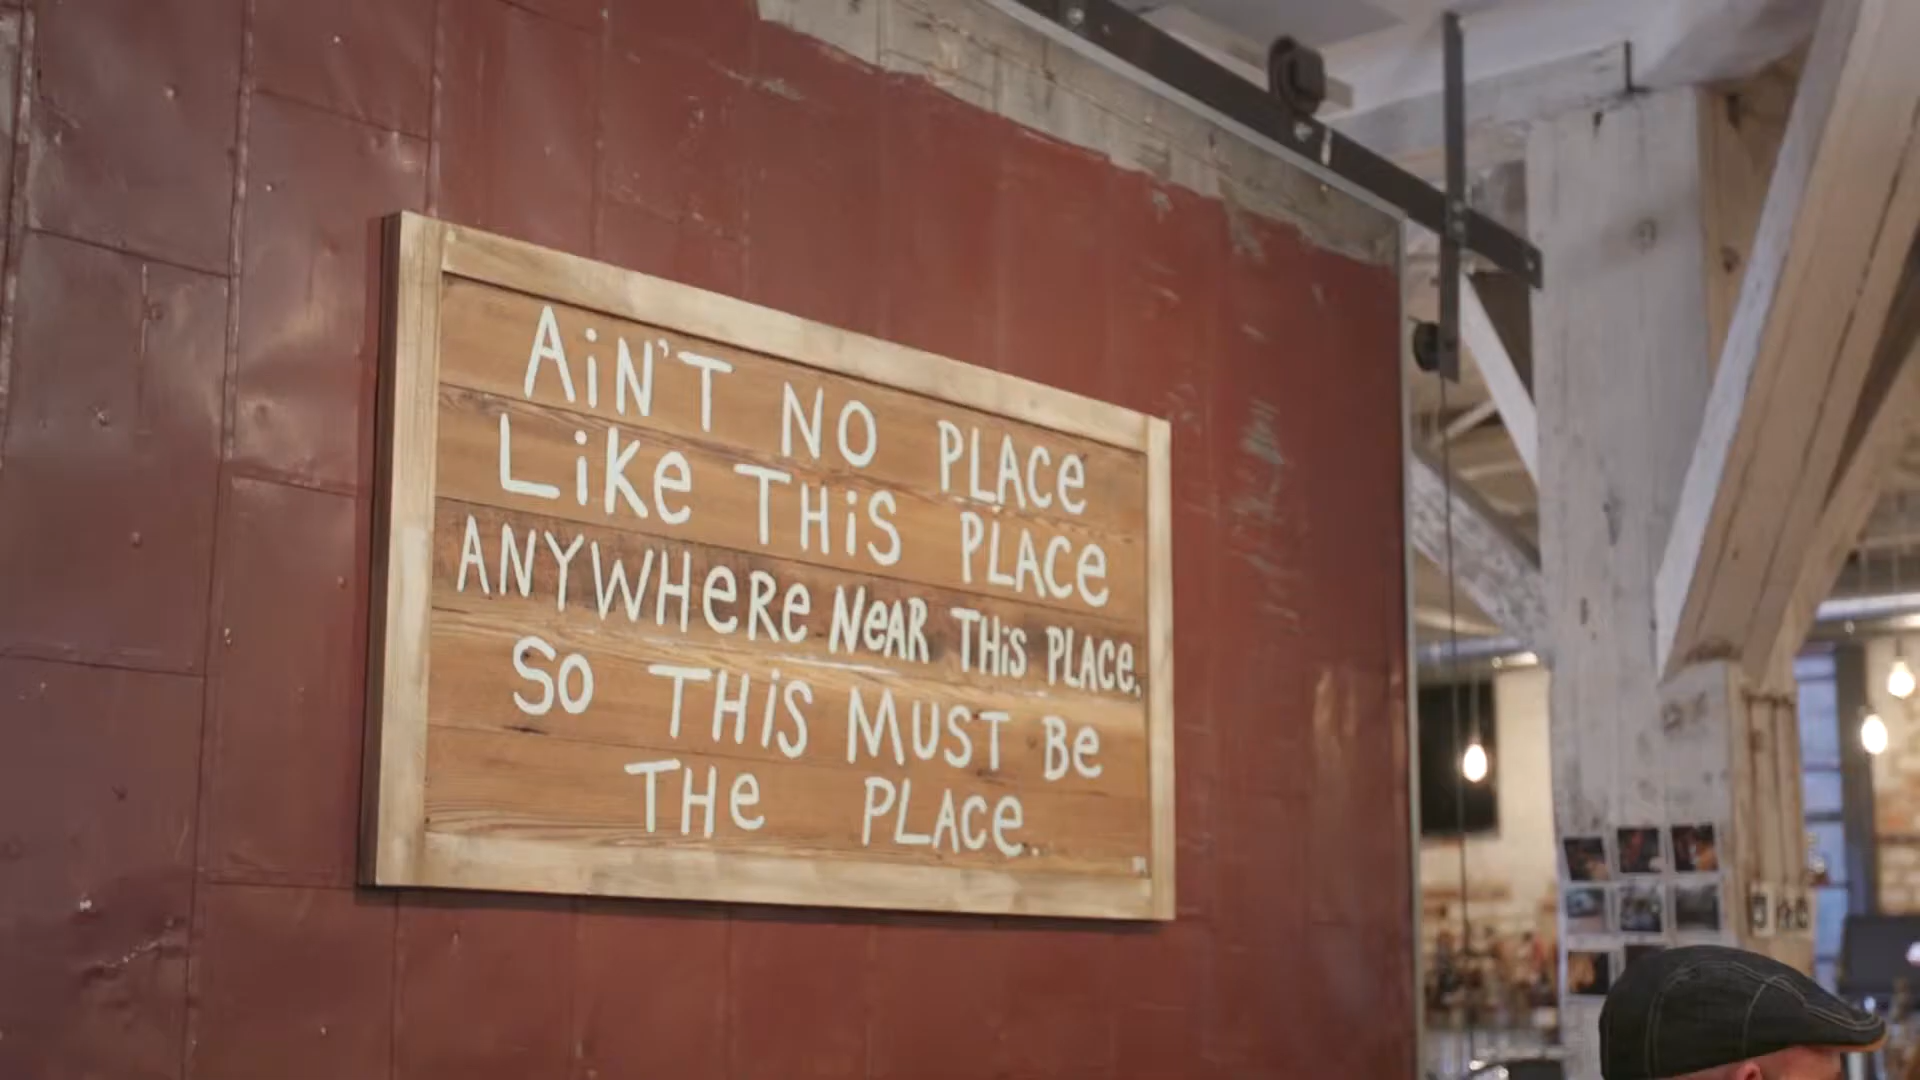 AiN'T NO PLACe
LiKe THiS PLACe
ANYWHeRe NeAR THiS PLACe.
SO THiS MUST Be
THe PLACe.